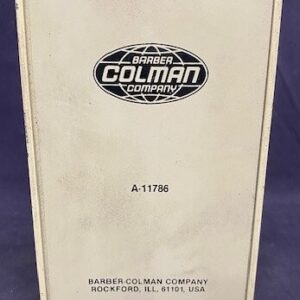 BARBER
COLMAN
COMPANY
A-11786
BARBER-COLMAN COMPANY
ROCKFORD, ILL, 61101, USA